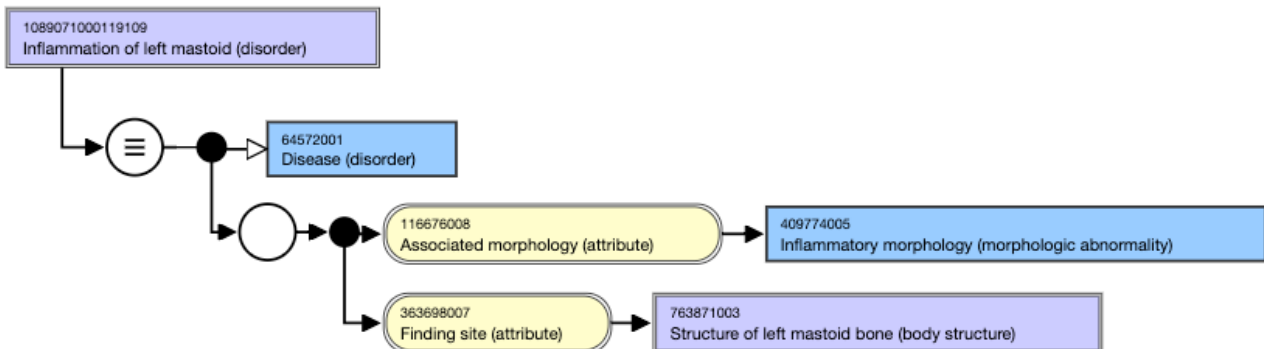 1089071000119109
Inflammation of left mastoid (disorder)
64572001
Disease (disorder)
116676008
Associated morphology (attribute)
409774005
Inflammatory morphology (morphologic abnormality)
363698007
Finding site (attribute)
763871003
Structure of left mastoid bone (body structure)